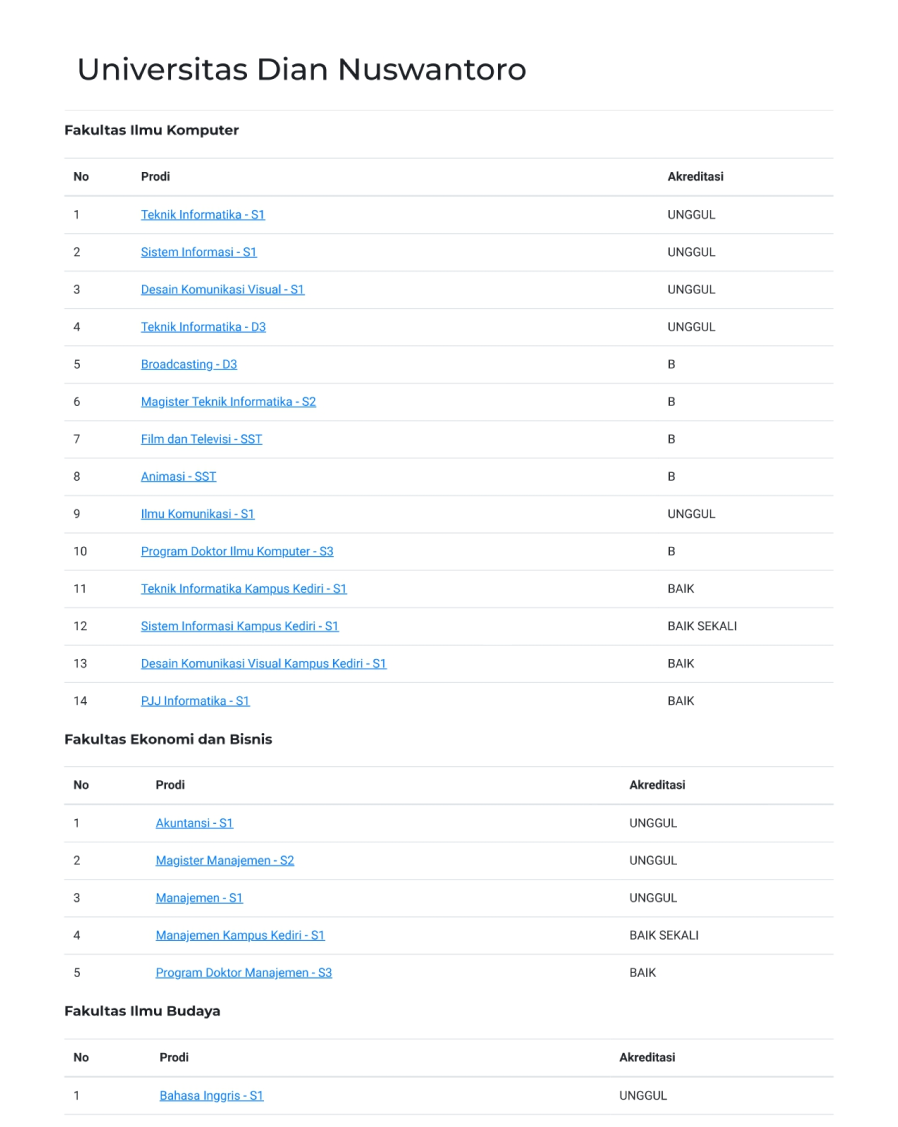 Universitas Dian Nuswantoro
Fakultas Ilmu Komputer
No Prodi Akreditasi
1 Teknik Informatika - S1 UNGGUL
2 Sistem Informasi - S1 UNGGUL
3 Desain Komunikasi Visual - S1 UNGGUL
4 Teknik Informatika - D3 UNGGUL
5 Broadcasting - D3 B
6 Magister Teknik Informatika - S2 B
7 Film dan Televisi - SST B
8 Animasi - SST B
9 Ilmu Komunikasi - S1 UNGGUL
10 Program Doktor Ilmu Komputer - S3 B
11 Teknik Informatika Kampus Kediri - S1 BAIK
12 Sistem Informasi Kampus Kediri - S1 BAIK SEKALI
13 Desain Komunikasi Visual Kampus Kediri - S1 BAIK
14 PJJ Informatika - S1 BAIK
Fakultas Ekonomi dan Bisnis
No Prodi Akreditasi
1 Akuntansi - S1 UNGGUL
2 Magister Manajemen - S2 UNGGUL
3 Manajemen - S1 UNGGUL
4 Manajemen Kampus Kediri - S1 BAIK SEKALI
5 Program Doktor Manajemen - S3 BAIK
Fakultas Ilmu Budaya
No Prodi Akreditasi
1 Bahasa Inggris - S1 UNGGUL